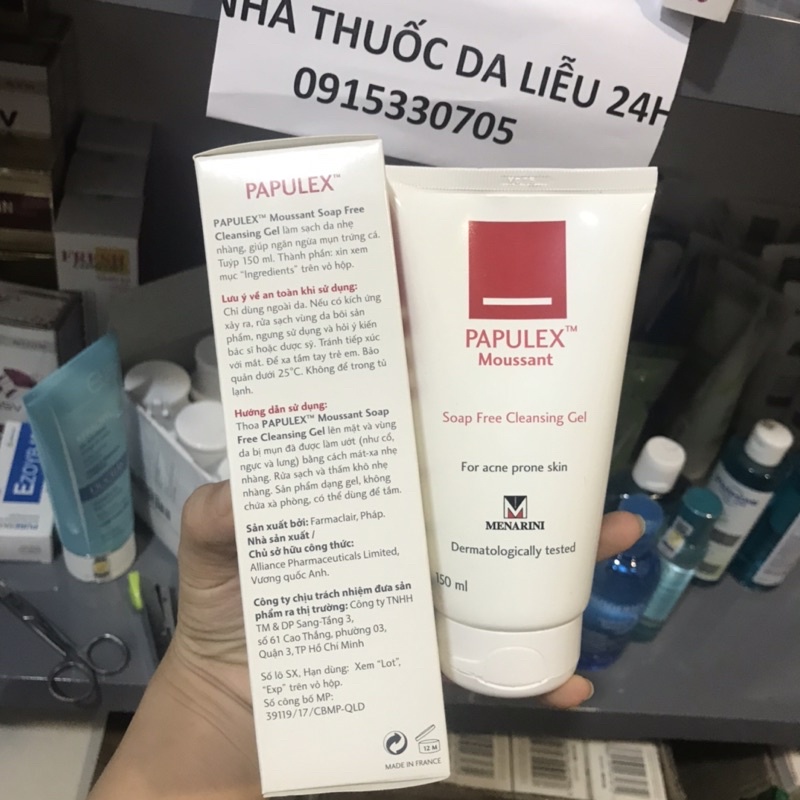 NHÀ THUỐC DA LIỄU 24H
0915330705
PAPULEX™
PAPULEX™ Moussant Soap Free
Cleansing Gel làm sạch da nhẹ
nhàng, giúp ngăn ngừa mụn trứng cá.
Tuýp 150 ml. Thành phần: xin xem
mục "Ingredients" trên vỏ hộp.
Lưu ý về an toàn khi sử dụng:
Chỉ dùng ngoài da. Nếu có kích ứng
xảy ra, rửa sạch vùng da bôi sản
phẩm, ngưng sử dụng và hỏi ý kiến
bác sĩ hoặc dược sỹ. Tránh tiếp xúc
với mắt. Để xa tầm tay trẻ em. Bảo
quản dưới 25°C. Không để trong tủ
lạnh.
Hướng dẫn sử dụng:
Thoa PAPULEX™ Moussant Soap
Free Cleansing Gel lên mặt và vùng
da bị mụn đã được làm ướt (như cổ,
ngực và lưng) bằng cách mát-xa nhẹ
nhàng. Rửa sạch và thấm khô nhẹ
nhàng. Sản phẩm dạng gel, không
chứa xà phòng, có thể dùng để tắm.
Sản xuất bởi: Farmaclair, Pháp.
Nhà sản xuất /
Chủ sở hữu công thức:
Alliance Pharmaceuticals Limited,
Vương quốc Anh.
Công ty chịu trách nhiệm đưa sản
phẩm ra thị trường: Công ty TNHH
TM & DP Sang-Tầng 3,
số 61 Cao Thắng, phường 03,
Quận 3, TP Hồ Chí Minh
Số lô SX, Hạn dùng: Xem "Lot",
"Exp" trên vỏ hộp.
Số công bố MP:
39119/17/CBMP-QLD
12 M
MADE IN FRANCE
PAPULEX™
Moussant
Soap Free Cleansing Gel
For acne prone skin
MENARINI
Dermatologically tested
150 ml
FRESH